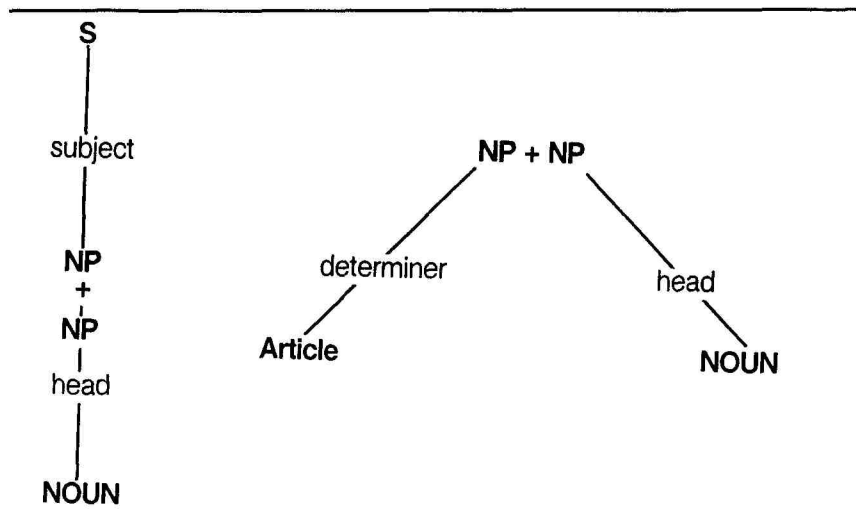 S
subject
NP
+
NP
head
NOUN
NP + NP
determiner
head
Article
NOUN